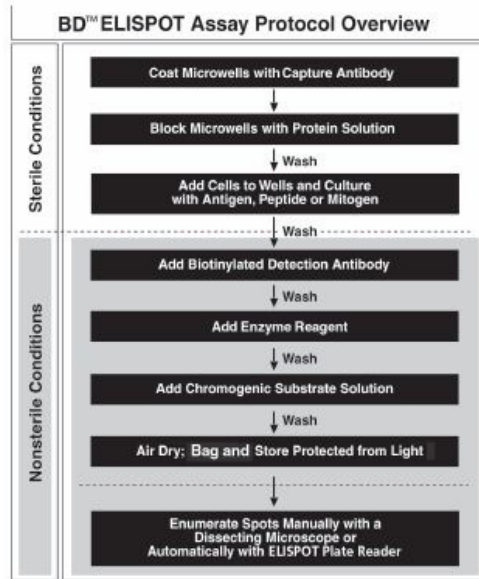 BD™ ELISPOT Assay Protocol Overview
Sterile Conditions
Coat Microwells with Capture Antibody
Block Microwells with Protein Solution
Wash
Add Cells to Wells and Culture
with Antigen, Peptide or Mitogen
Wash
Nonsterile Conditions
Add Biotinylated Detection Antibody
Wash
Add Enzyme Reagent
Wash
Add Chromogenic Substrate Solution
Wash
Air Dry; Bag and Store Protected from Light
Enumerate Spots Manually with a
Dissecting Microscope or
Automatically with ELISPOT Plate Reader